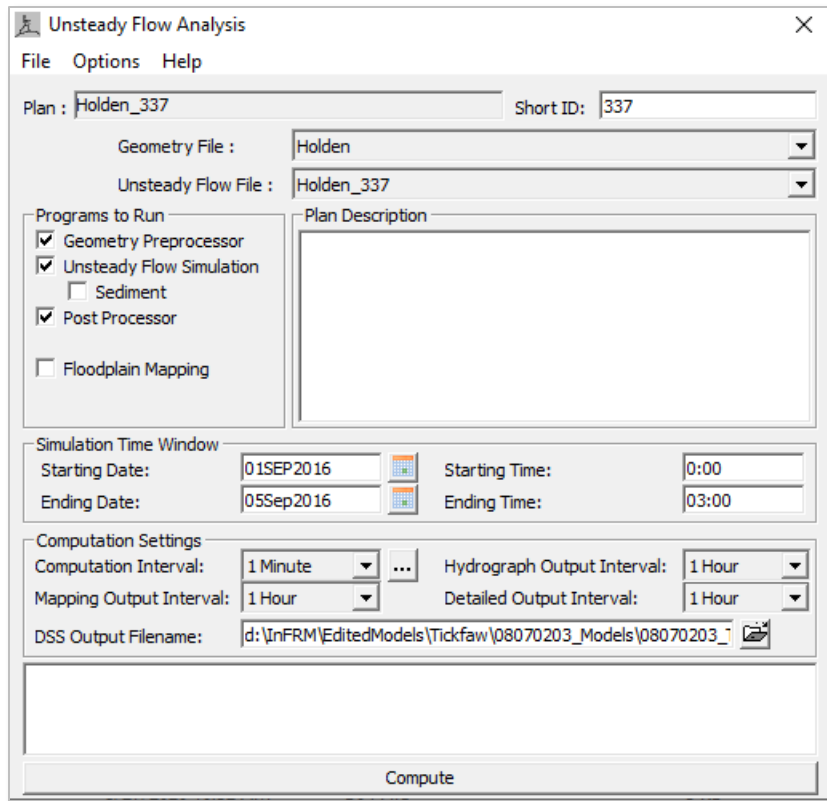 Unsteady Flow Analysis
File Options Help
Plan : Holden_337 Short ID: 337
Geometry File : Holden
Unsteady Flow File : Holden_337
Programs to Run Plan Description
Geometry Preprocessor
Unsteady Flow Simulation
Sediment
Post Processor
Floodplain Mapping
Simulation Time Window
Starting Date: 01SEP2016 Starting Time: 0:00
Ending Date: 05Sep2016 Ending Time: 03:00
Computation Settings
Computation Interval: 1 Minute ... Hydrograph Output Interval: 1 Hour
Mapping Output Interval: 1 Hour Detailed Output Interval: 1 Hour
DSS Output Filename: d:\InFRM\EditedModels\Tickfaw\08070203_Models\08070203_
Compute